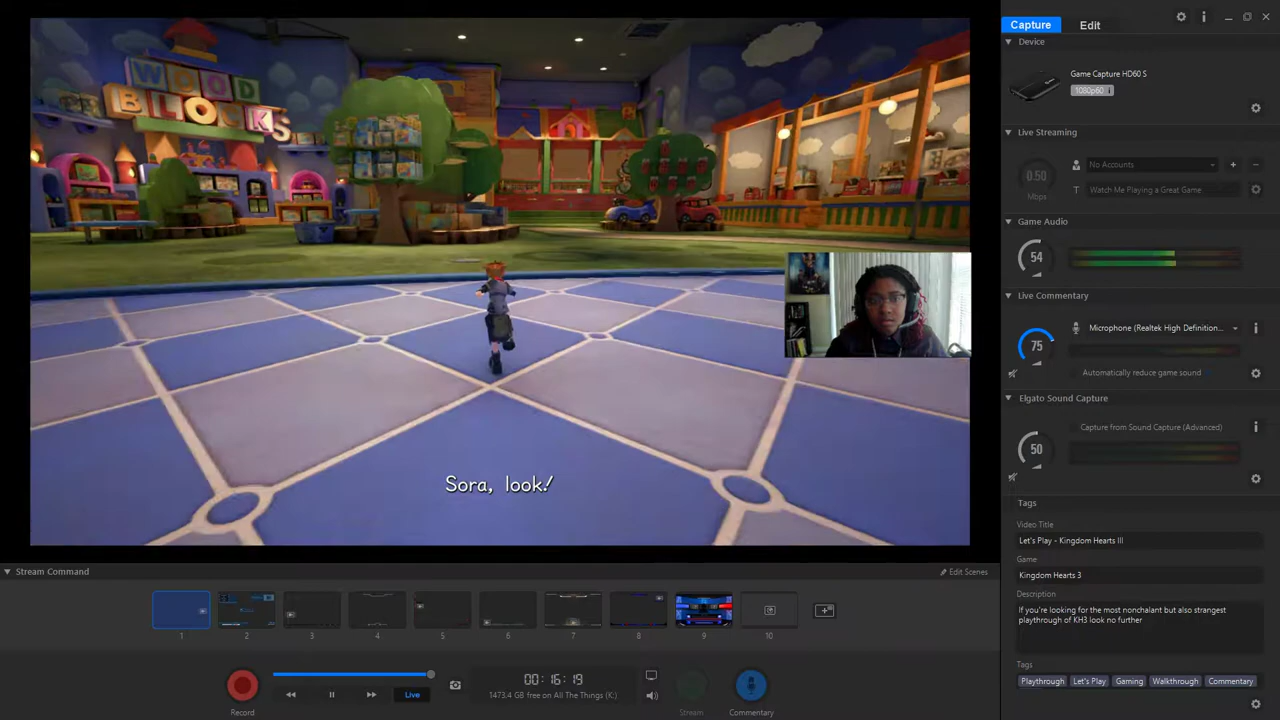 Capture
Edit
Device
Game Capture HD60 S
1080p60
Live Streaming
0.50
Mbps
No Accounts
Watch Me Playing a Great Game
Game Audio
54
Live Commentary
75
Microphone (Realtek High Definition...
Automatically reduce game sound
Elgato Sound Capture
50
Capture from Sound Capture (Advanced)
Tags
Video Title
Let's Play - Kingdom Hearts III
Game
Kingdom Hearts 3
Description
If you're looking for the most nonchalant but also strangest
playthrough of KH3 look no further
Tags
Playthrough Let's Play Gaming Walkthrough Commentary
WOOD
BLOCKS
Sora, look!
Stream Command
Edit Scenes
1 2 3 4 5 6 7 8 9 10
Record
Live
00:16:19
1473.4 GB free on All The Things (K:)
Stream
Commentary